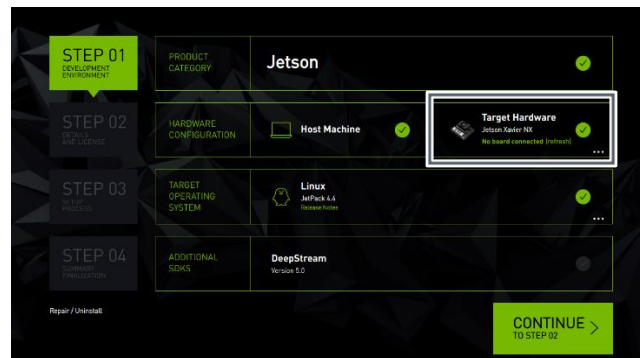 STEP 01
DEVELOPMENT
ENVIRONMENT
PRODUCT
CATEGORY
Jetson
STEP 02
DETAILS
AND LICENSE
HARDWARE
CONFIGURATION
Host Machine
Target Hardware
Jetson Xavier NX
No board connected (refresh)
...
STEP 03
SETUP
PROCESS
TARGET
OPERATING
SYSTEM
Linux
JetPack 4.4
Release Notes
...
STEP 04
SUMMARY
FINALIZATION
ADDITIONAL
SDKS
DeepStream
Version 5.0
Repair / Uninstall
CONTINUE >
TO STEP 02